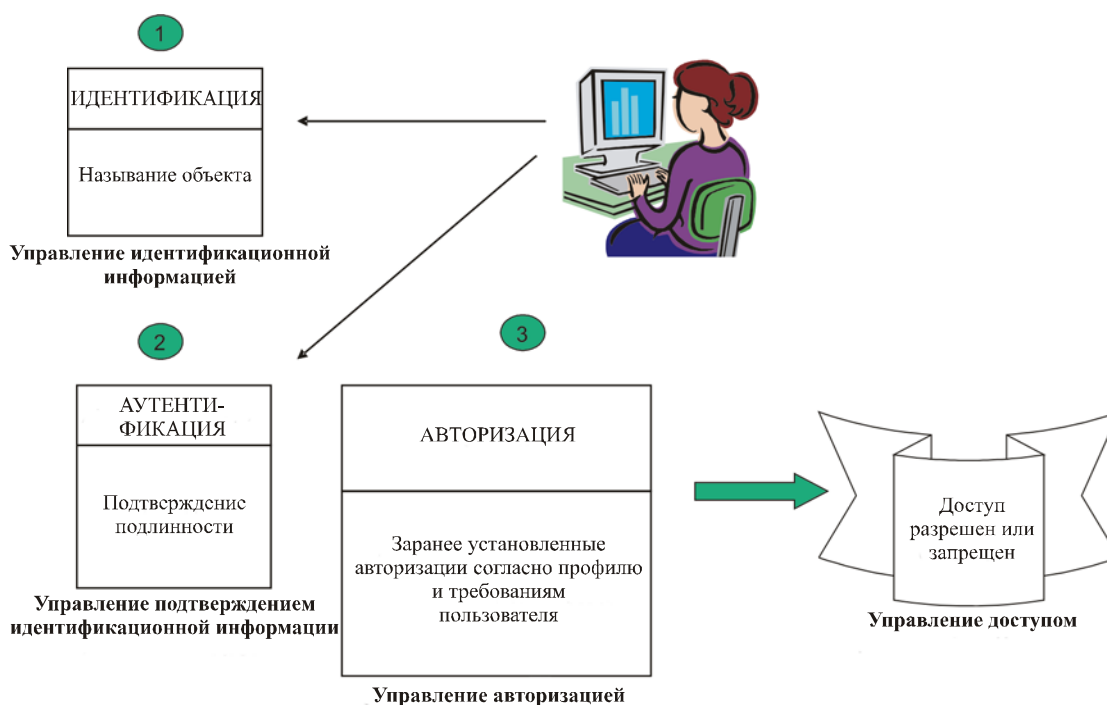 1
ИДЕНТИФИКАЦИЯ
Называние объекта
Управление идентификационной
информацией
2
АУТЕНТИ-
ФИКАЦИЯ
Подтверждение
подлинности
Управление подтверждением
идентификационной информации
3
АВТОРИЗАЦИЯ
Заранее установленные
авторизации согласно профилю
и требованиям
пользователя
Управление авторизацией
Доступ
разрешен или
запрещен
Управление доступом